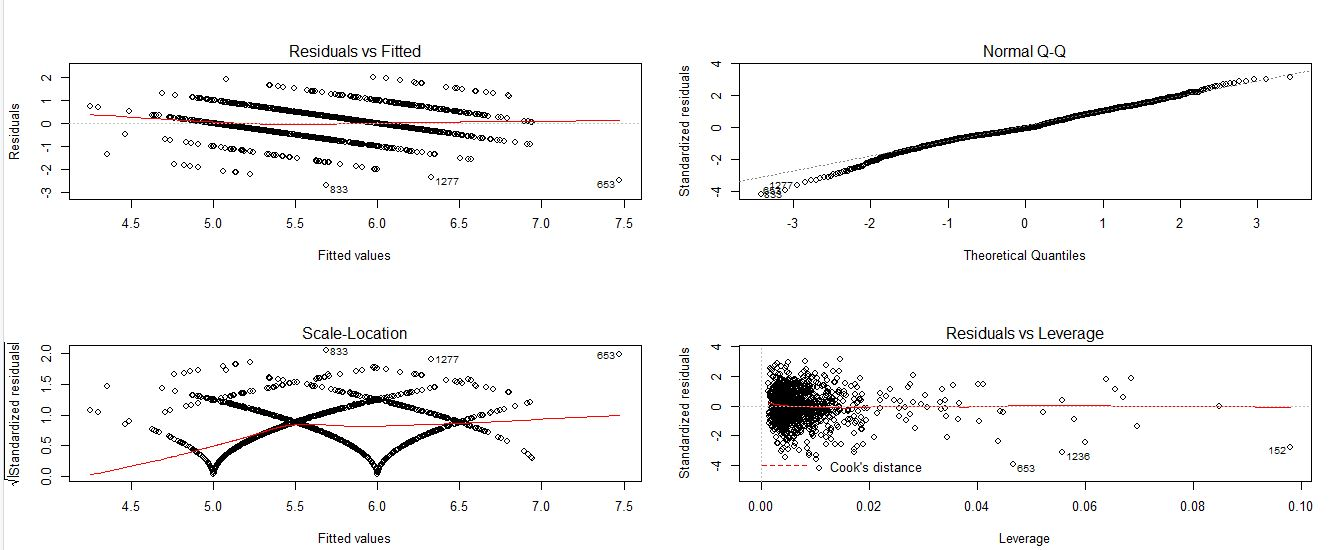 Residuals vs Fitted
Residuals
2
1
0
-1
-2
-3
833
1277
653
4.5 5.0 5.5 6.0 6.5 7.0 7.5
Fitted values
Normal Q-Q
Standardized residuals
4
2
0
-2
-4
1277
833
-3 -2 -1 0 1 2 3
Theoretical Quantiles
Scale-Location
√|Standardized residuals|
2.0
1.5
1.0
0.5
0.0
833
1277
653
4.5 5.0 5.5 6.0 6.5 7.0 7.5
Fitted values
Residuals vs Leverage
Standardized residuals
4
2
0
-2
-4
Cook's distance
653
1236
152
0.00 0.02 0.04 0.06 0.08 0.10
Leverage